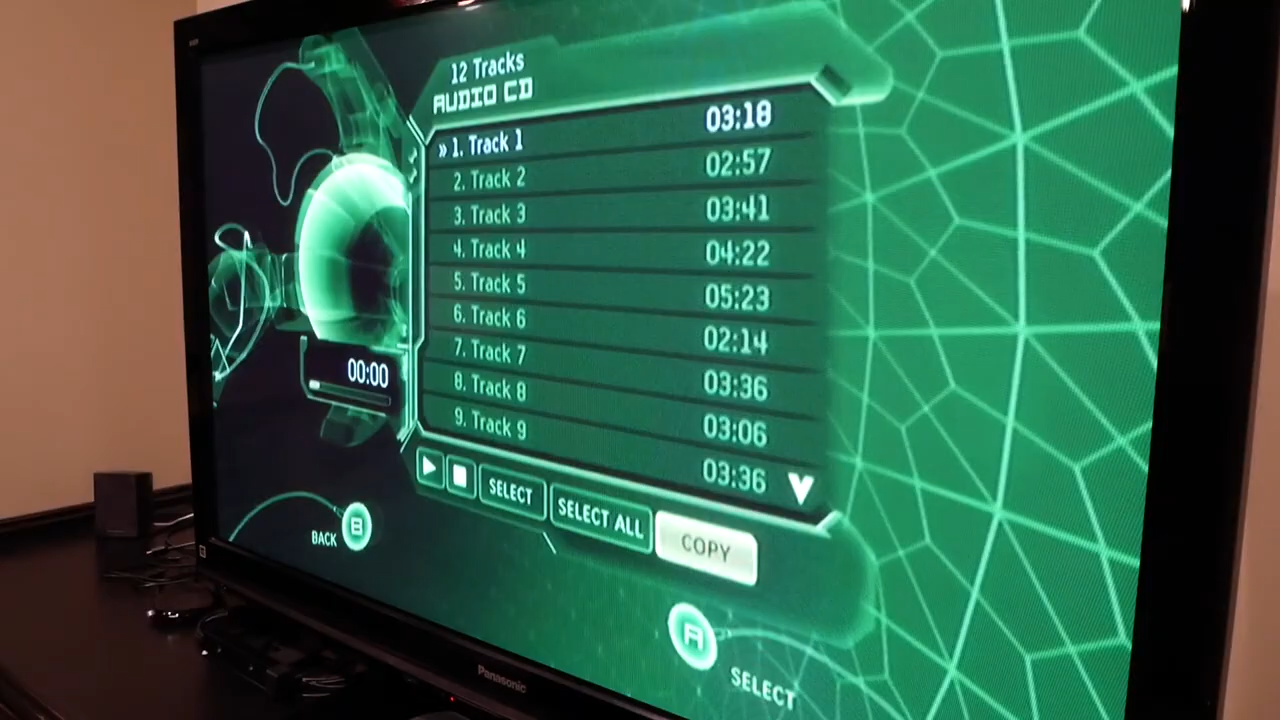 12 Tracks
AUDIO CD
» 1. Track 1 03:18
2. Track 2 02:57
3. Track 3 03:41
4. Track 4 04:22
5. Track 5 05:23
6. Track 6 02:14
7. Track 7 03:36
8. Track 8 03:06
9. Track 9 03:36
00:00
SELECT
SELECT ALL
COPY
BACK B
A SELECT
Panasonic